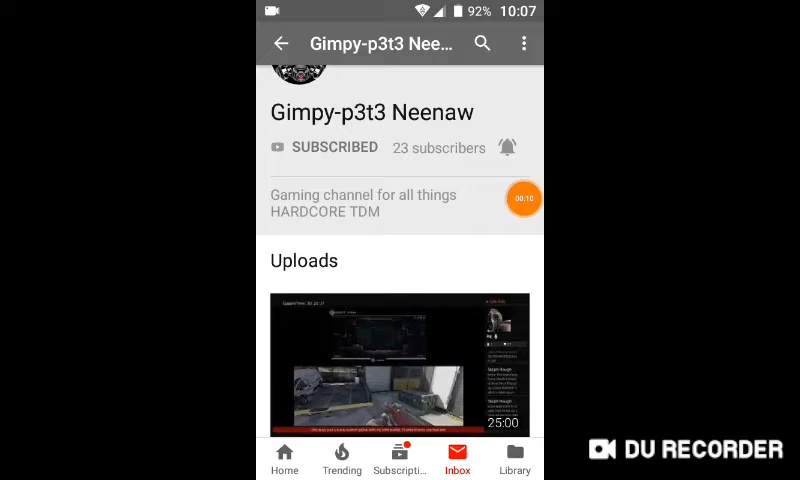 92% 10:07
Gimpy-p3t3 Nee...
Gimpy-p3t3 Neenaw
SUBSCRIBED 23 subscribers
Gaming channel for all things
HARDCORE TDM
00:10
Uploads
25:00
Home Trending Subscripti... Inbox Library
DU RECORDER